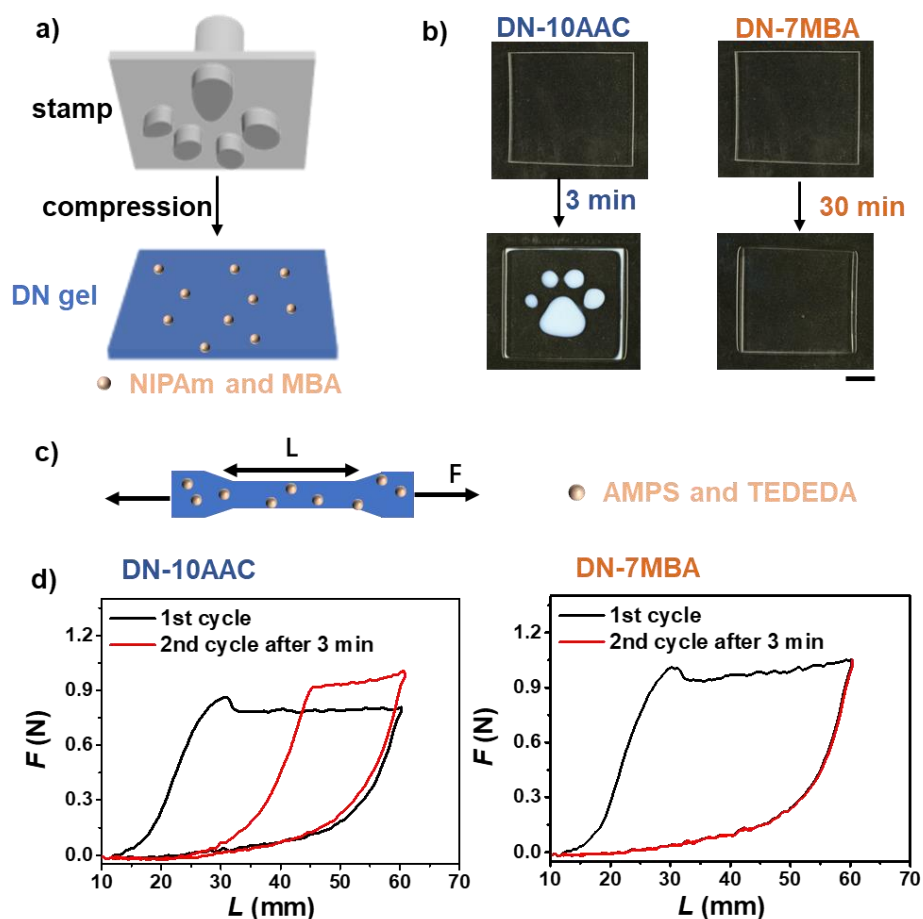 a)
stamp
compression
DN gel
NIPAm and MBA
b)
DN-10AAC
DN-7MBA
3 min
30 min
c)
L
F
AMPS and TEDEDA
d)
DN-10AAC
1st cycle
2nd cycle after 3 min
F (N)
1.2
0.9
0.6
0.3
0.0
10 20 30 40 50 60 70
L (mm)
DN-7MBA
1st cycle
2nd cycle after 3 min
F (N)
1.2
0.9
0.6
0.3
0.0
10 20 30 40 50 60 70
L (mm)